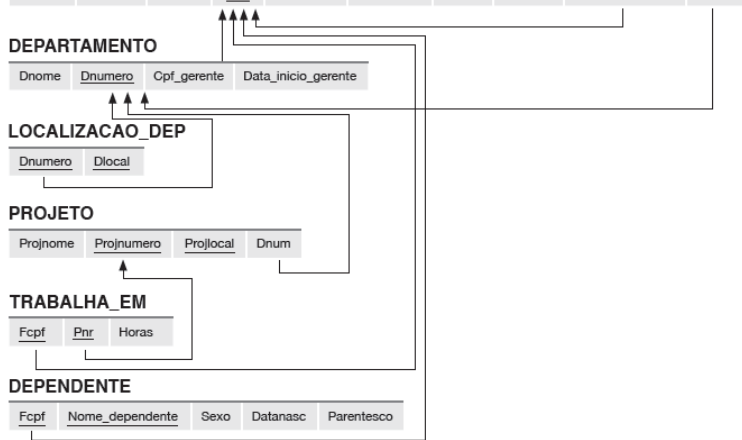 DEPARTAMENTO
Dnome Dnumero Cpf_gerente Data_inicio_gerente
LOCALIZACAO_DEP
Dnumero Dlocal
PROJETO
Projnome Projnumero Projlocal Dnum
TRABALHA_EM
Fcpf Pnr Horas
DEPENDENTE
Fcpf Nome_dependente Sexo Datanasc Parentesco